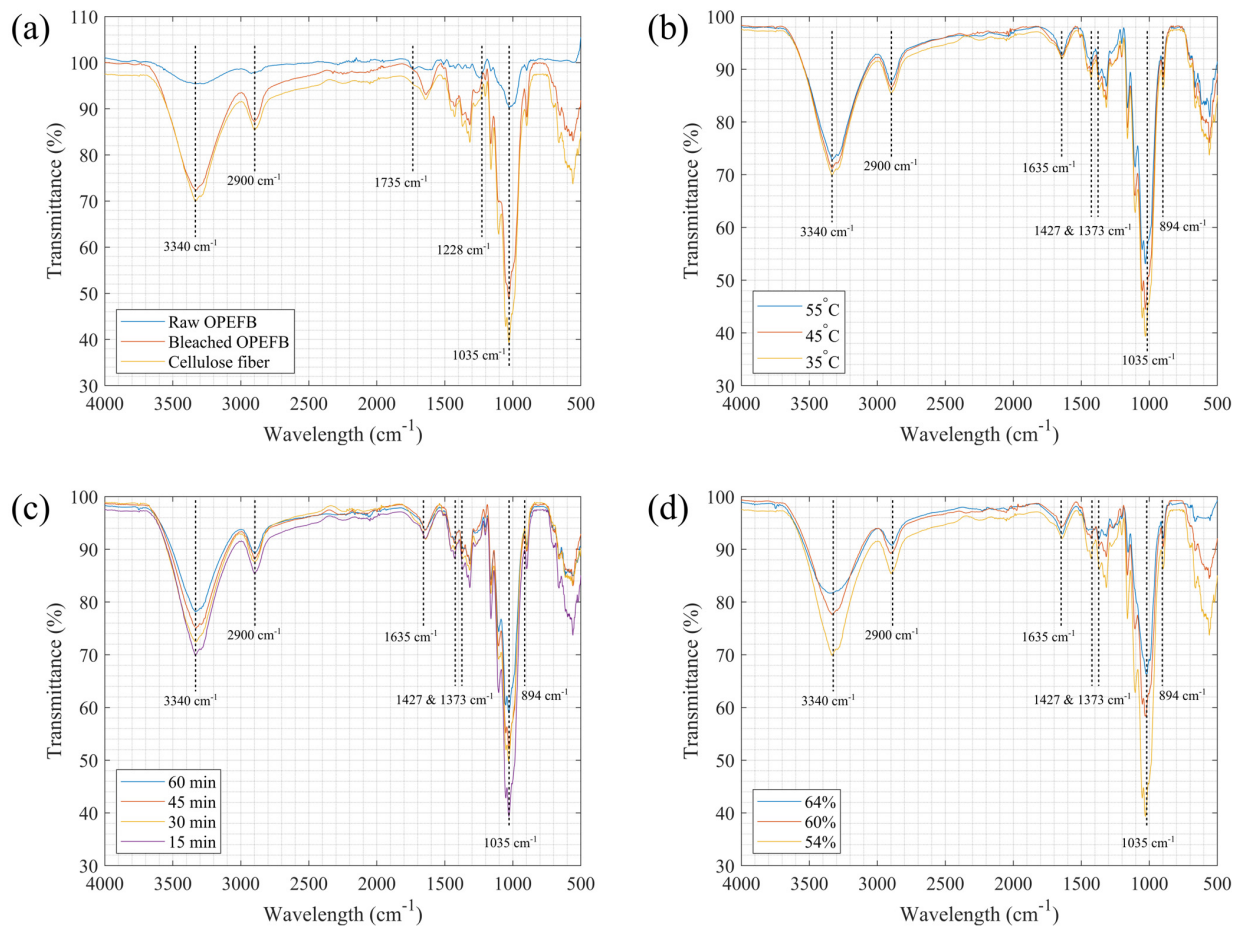 (a)
110
100
90
80
70
60
50
40
30
Transmittance (%)
3340 cm-1
2900 cm-1
1735 cm-1
1228 cm-1
1035 cm-1
Raw OPEFB
Bleached OPEFB
Cellulose fiber
4000 3500 3000 2500 2000 1500 1000 500
Wavelength (cm-1)
(b)
100
90
80
70
60
50
40
30
Transmittance (%)
3340 cm-1
2900 cm-1
1635 cm-1
1427 & 1373 cm-1
894 cm-1
1035 cm-1
55°C
45°C
35°C
4000 3500 3000 2500 2000 1500 1000 500
Wavelength (cm-1)
(c)
100
90
80
70
60
50
40
30
Transmittance (%)
3340 cm-1
2900 cm-1
1635 cm-1
1427 & 1373 cm-1
894 cm-1
1035 cm-1
60 min
45 min
30 min
15 min
4000 3500 3000 2500 2000 1500 1000 500
Wavelength (cm-1)
(d)
100
90
80
70
60
50
40
30
Transmittance (%)
3340 cm-1
2900 cm-1
1635 cm-1
1427 & 1373 cm-1
894 cm-1
1035 cm-1
64%
60%
54%
4000 3500 3000 2500 2000 1500 1000 500
Wavelength (cm-1)